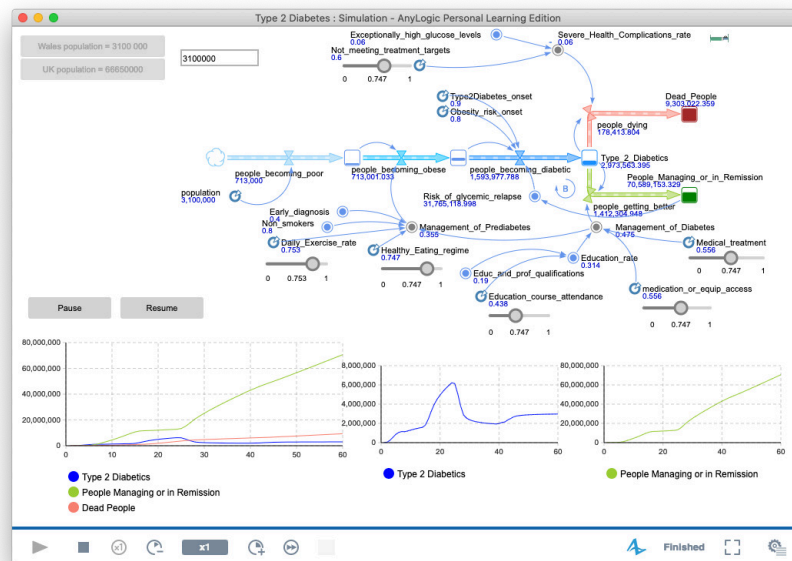 Type 2 Diabetes : Simulation - AnyLogic Personal Learning Edition
Wales population = 3100 000
UK population = 66650000
3100000
Exceptionally_high_glucose_levels
0.06
Not_meeting_treatment_targets
0.6
0 0.747 1
Severe_Health_Complications_rate
0.06
Type2Diabetes_onset
0.9
Obesity_risk_onset
0.8
Dead_People
9,303,022.359
people_dying
178,413.804
people_becoming_poor
713,000
people_becoming_obese
713,001.033
people_becoming_diabetic
1,593,977.788
Type_2_Diabetics
2,973,563.395
People_Managing_or_in_Remission
70,589,153.329
B
population
3,100,000
Risk_of_glycemic_relapse
31,765,118.998
people_getting_better
1,412,304.948
Early_diagnosis
0.4
Non_smokers
0.8
Management_of_Prediabetes
0.355
Management_of_Diabetes
0.475
Daily_Exercise_rate
0.753
0 0.753 1
Healthy_Eating_regime
0.747
0 0.747 1
Education_rate
0.314
Medical_treatment
0.556
0 0.747 1
Educ_and_prof_qualifications
0.19
Education_course_attendance
0.438
0 0.747 1
medication_or_equip_access
0.556
0 0.747 1
Pause
Resume
80,000,000
60,000,000
40,000,000
20,000,000
0
0 10 20 30 40 50 60
Type 2 Diabetics
People Managing or in Remission
Dead People
8,000,000
6,000,000
4,000,000
2,000,000
0
0 20 40 60
Type 2 Diabetics
80,000,000
60,000,000
40,000,000
20,000,000
0
0 20 40 60
People Managing or in Remission
x1
x1
Finished